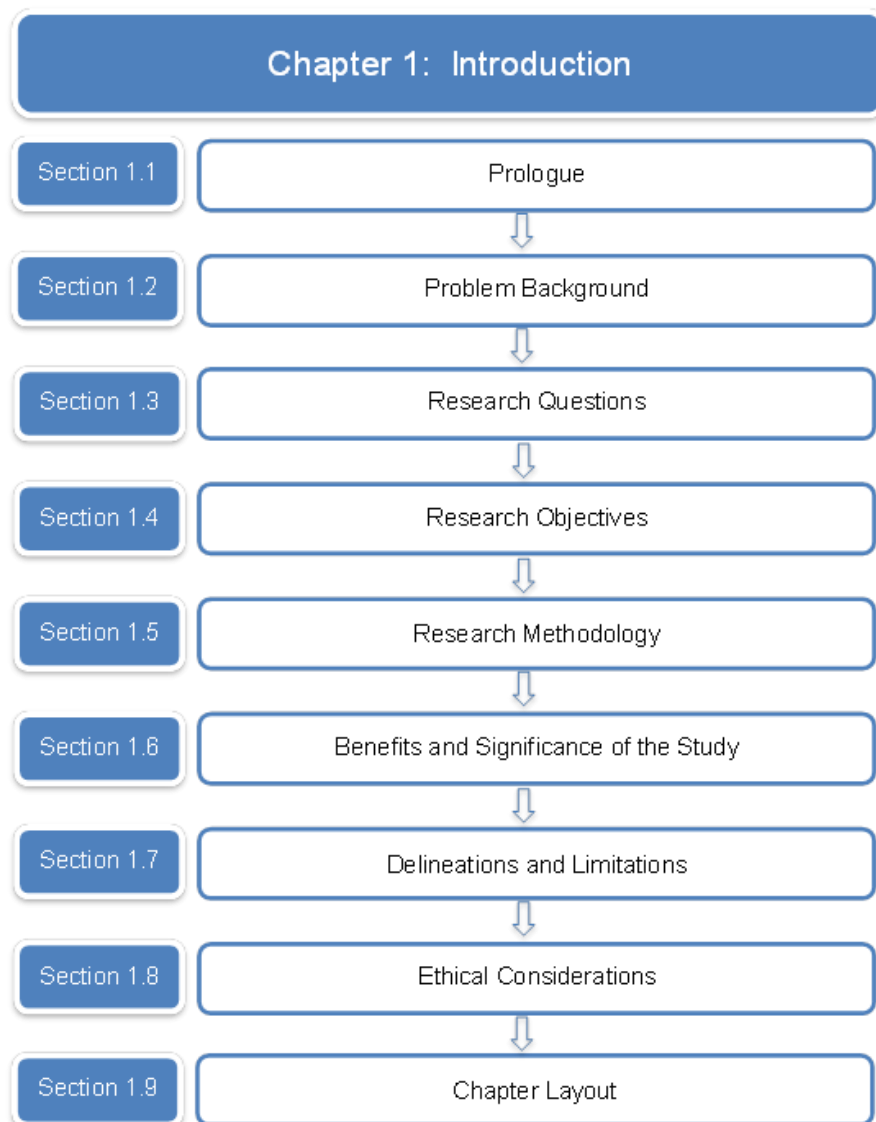 Chapter 1: Introduction
Section 1.1
Prologue
Section 1.2
Problem Background
Section 1.3
Research Questions
Section 1.4
Research Objectives
Section 1.5
Research Methodology
Section 1.6
Benefits and Significance of the Study
Section 1.7
Delineations and Limitations
Section 1.8
Ethical Considerations
Section 1.9
Chapter Layout